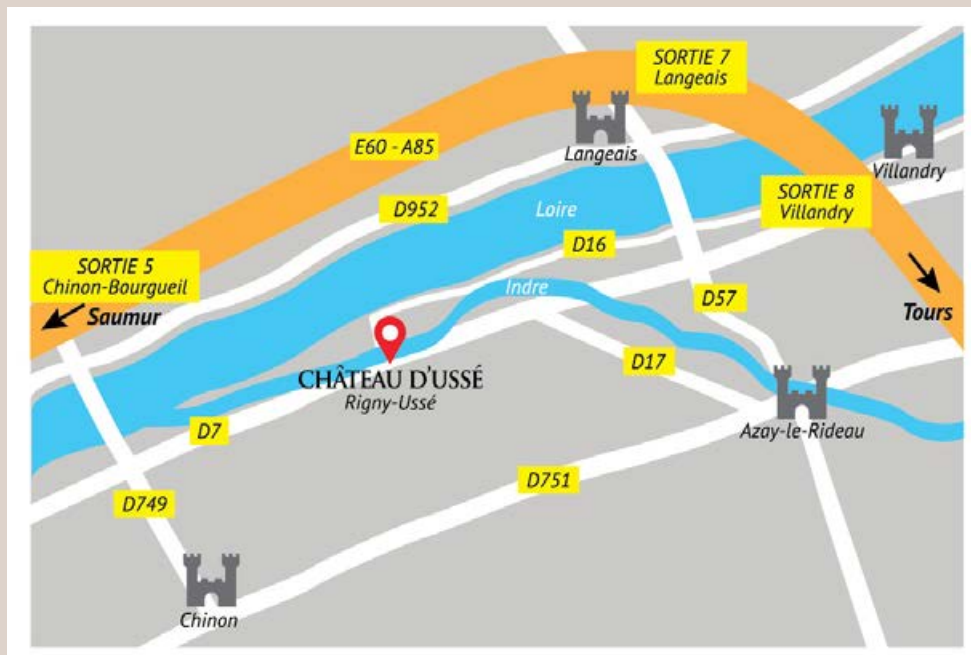 SORTIE 7
Langeais
E60 - A85
Langeais
Villandry
SORTIE 8
Villandry
D952
Loire
D16
SORTIE 5
Chinon-Bourgueil
Saumur
Indre
D57
Tours
CHÂTEAU D'USSÉ
Rigny-Ussé
D17
D7
Azay-le-Rideau
D751
D749
Chinon